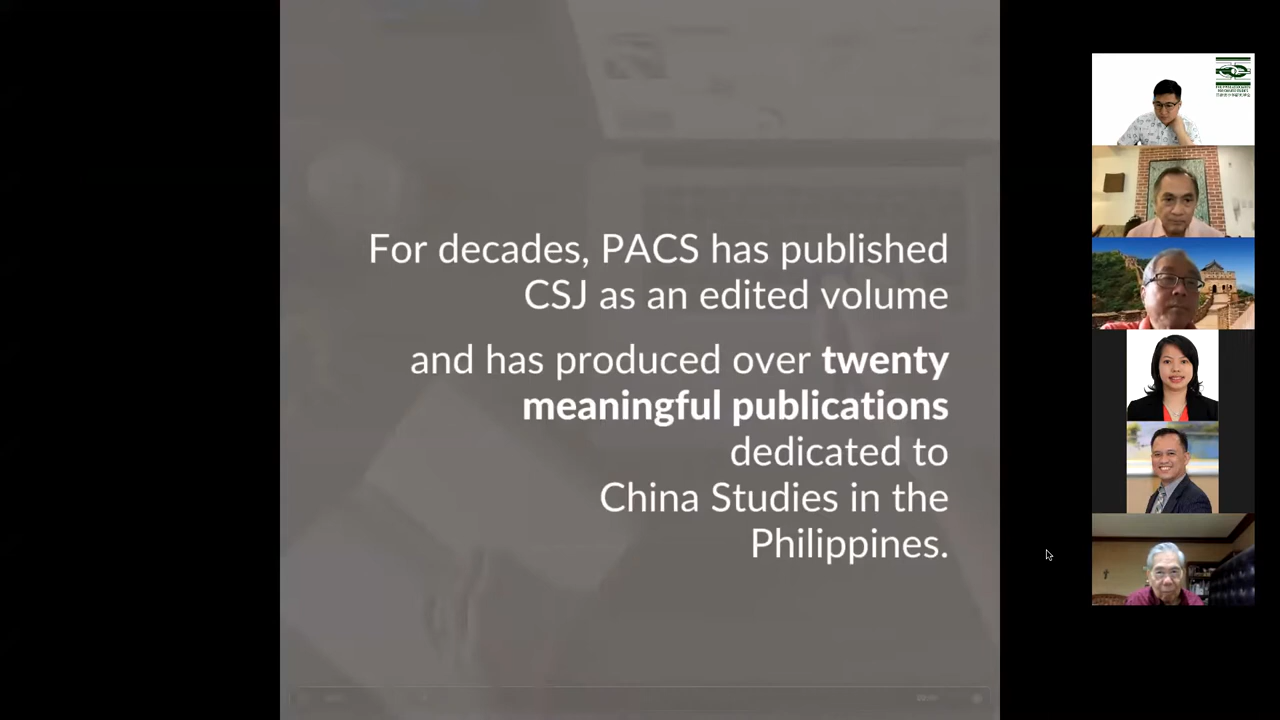 For decades, PACS has published
CSJ as an edited volume
and has produced over twenty
meaningful publications
dedicated to
China Studies in the
Philippines.